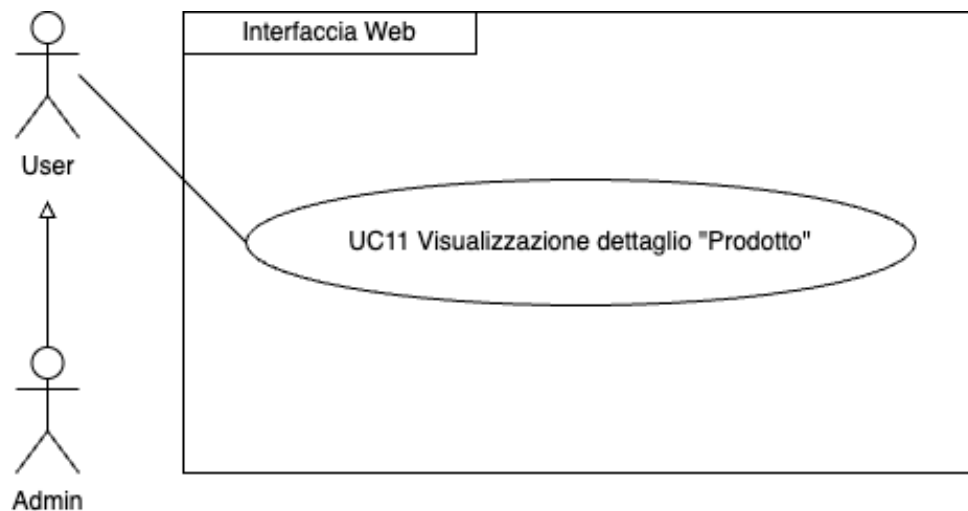 Interfaccia Web
User
UC11 Visualizzazione dettaglio "Prodotto"
Admin